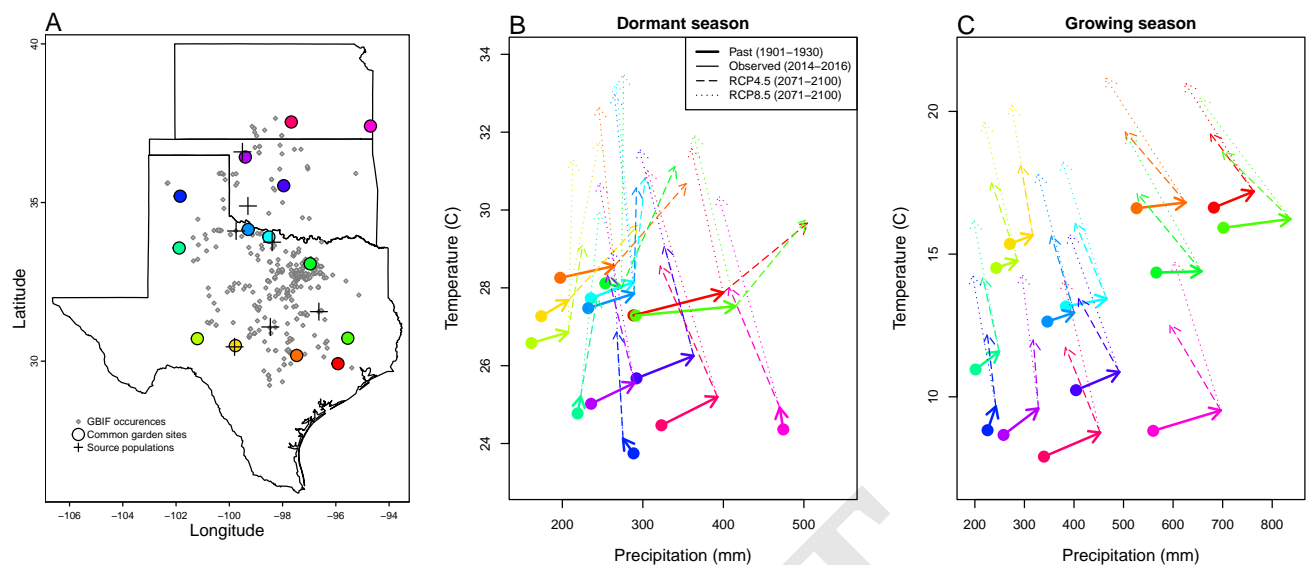 A
Latitude
40
35
30
GBIF occurences
Common garden sites
Source populations
−106 −104 −102 −100 −98 −96 −94
Longitude
B
Dormant season
Temperature (C)
34
32
30
28
26
24
Past (1901−1930)
Observed (2014−2016)
RCP4.5 (2071−2100)
RCP8.5 (2071−2100)
200 300 400 500
Precipitation (mm)
C
Growing season
Temperature (C)
20
15
10
200 300 400 500 600 700 800
Precipitation (mm)
T